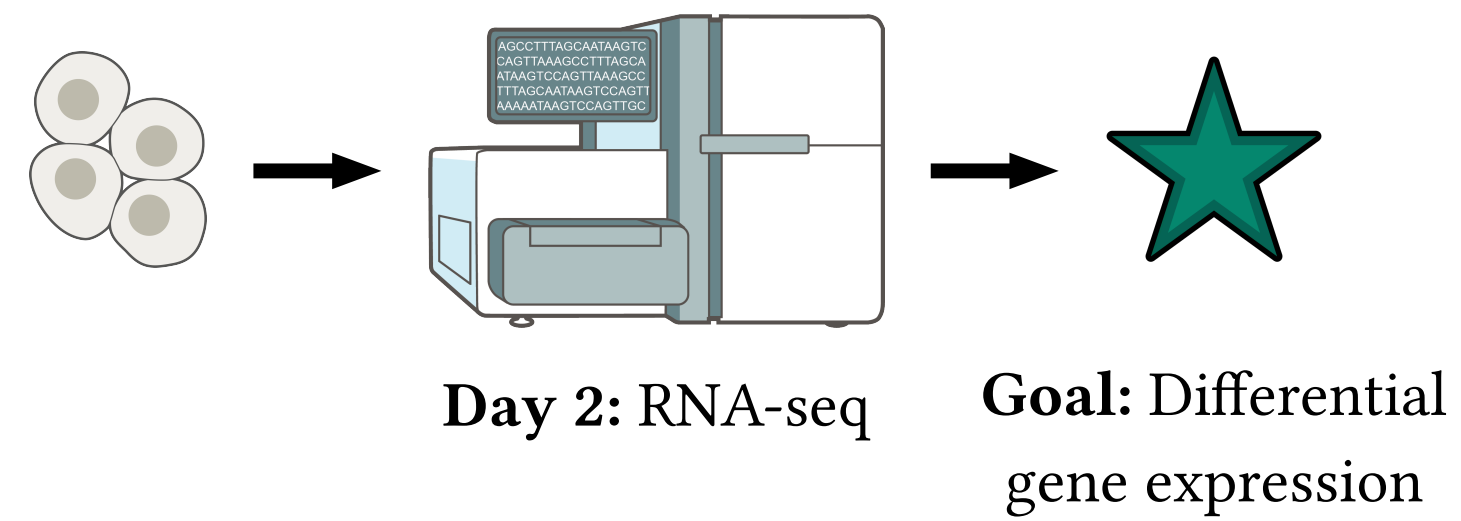 AGCCTTTAGCAATAAGTC
CAGTTAAAGCCTTTAGCA
ATAAGTCCAGTTAAAGCC
TTTAGCAATAAGTCCAGTT
AAAAATAAGTCCAGTTGC
Day 2: RNA-seq
Goal: Differential
gene expression